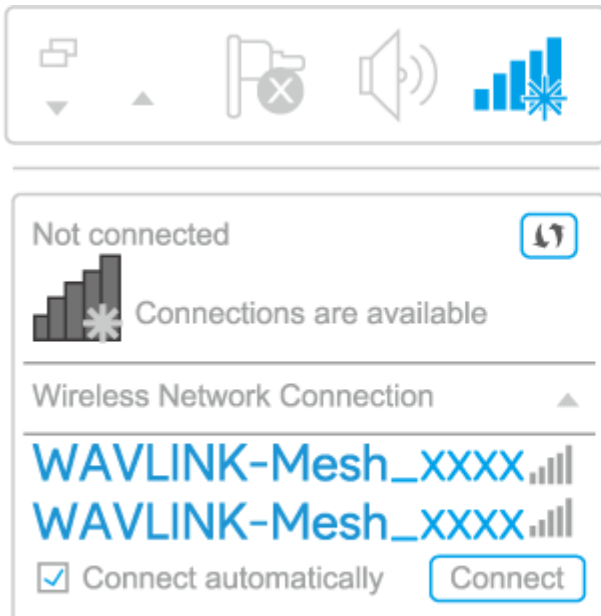 Not connected
Connections are available
Wireless Network Connection
WAVLINK-Mesh_XXXX
WAVLINK-Mesh_XXXX
Connect automatically Connect